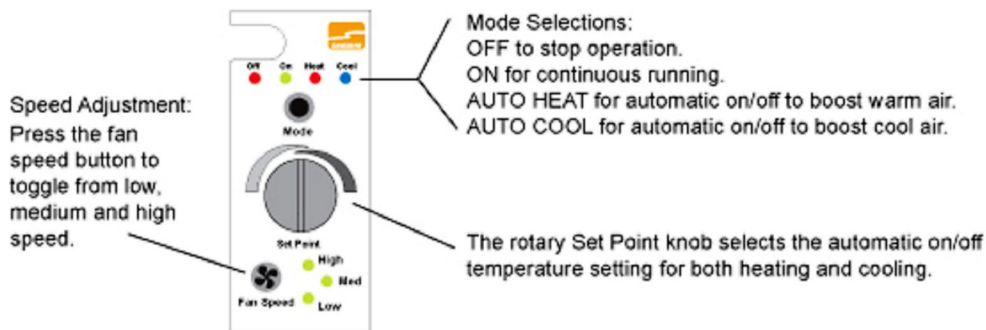 Mode Selections:
OFF to stop operation.
ON for continuous running.
AUTO HEAT for automatic on/off to boost warm air.
AUTO COOL for automatic on/off to boost cool air.
Off On Heat Cool
Mode
Speed Adjustment:
Press the fan
speed button to
toggle from low,
medium and high
speed.
Set Point
High
Med
Low
Fan Speed
The rotary Set Point knob selects the automatic on/off
temperature setting for both heating and cooling.